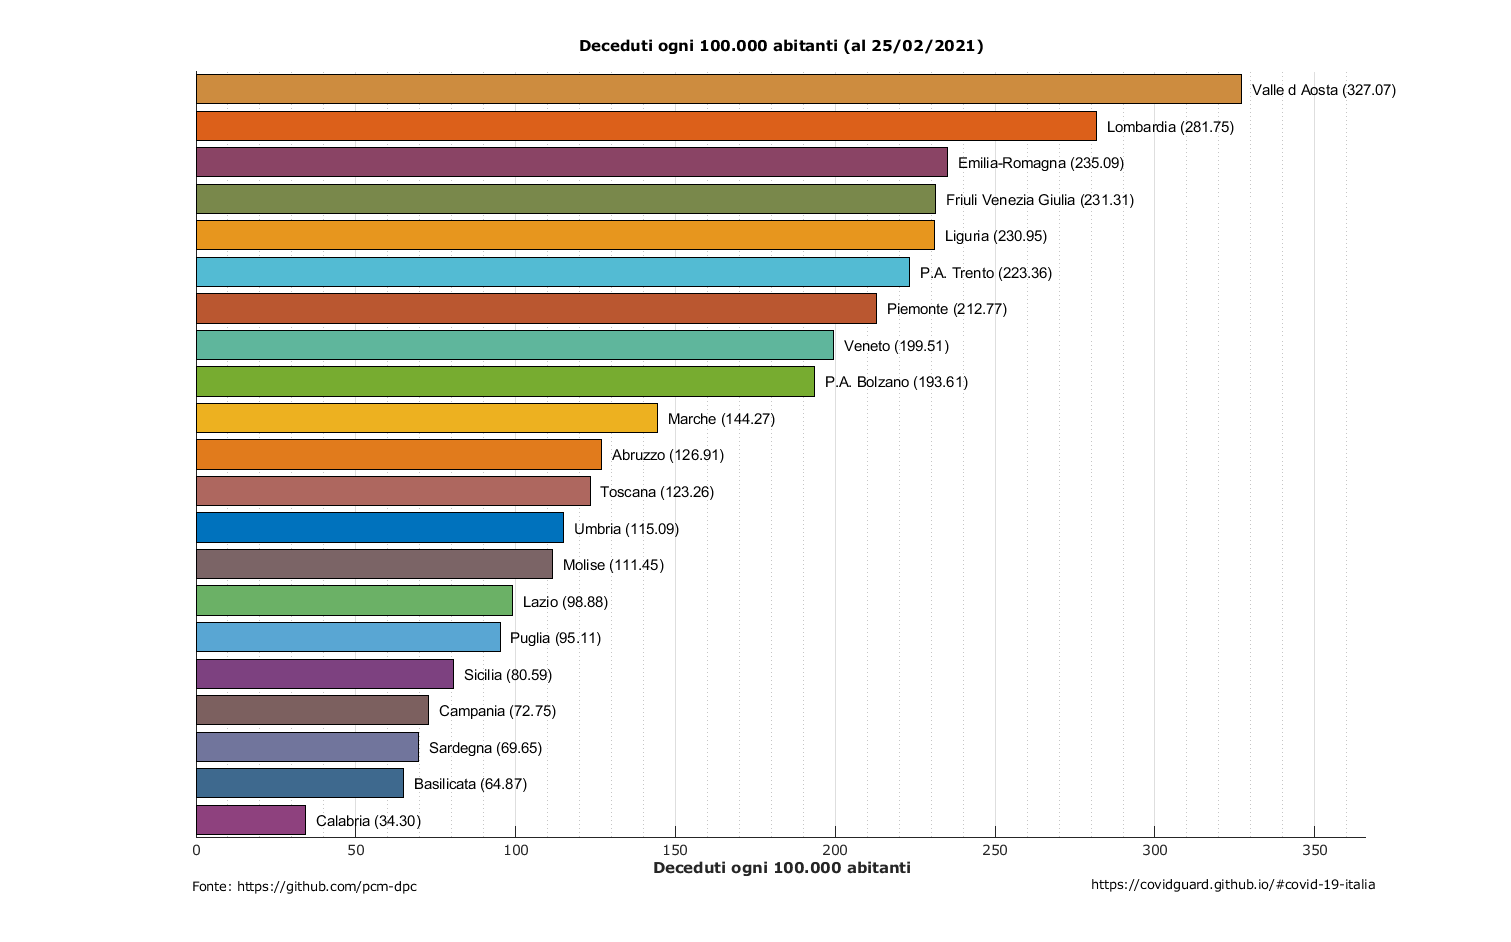 Deceduti ogni 100.000 abitanti (al 25/02/2021)
Valle d Aosta (327.07)
Lombardia (281.75)
Emilia-Romagna (235.09)
Friuli Venezia Giulia (231.31)
Liguria (230.95)
P.A. Trento (223.36)
Piemonte (212.77)
Veneto (199.51)
P.A. Bolzano (193.61)
Marche (144.27)
Abruzzo (126.91)
Toscana (123.26)
Umbria (115.09)
Molise (111.45)
Lazio (98.88)
Puglia (95.11)
Sicilia (80.59)
Campania (72.75)
Sardegna (69.65)
Basilicata (64.87)
Calabria (34.30)
0 50 100 150 200 250 300 350
Deceduti ogni 100.000 abitanti
Fonte: https://github.com/pcm-dpc
https://covidguard.github.io/#covid-19-italia